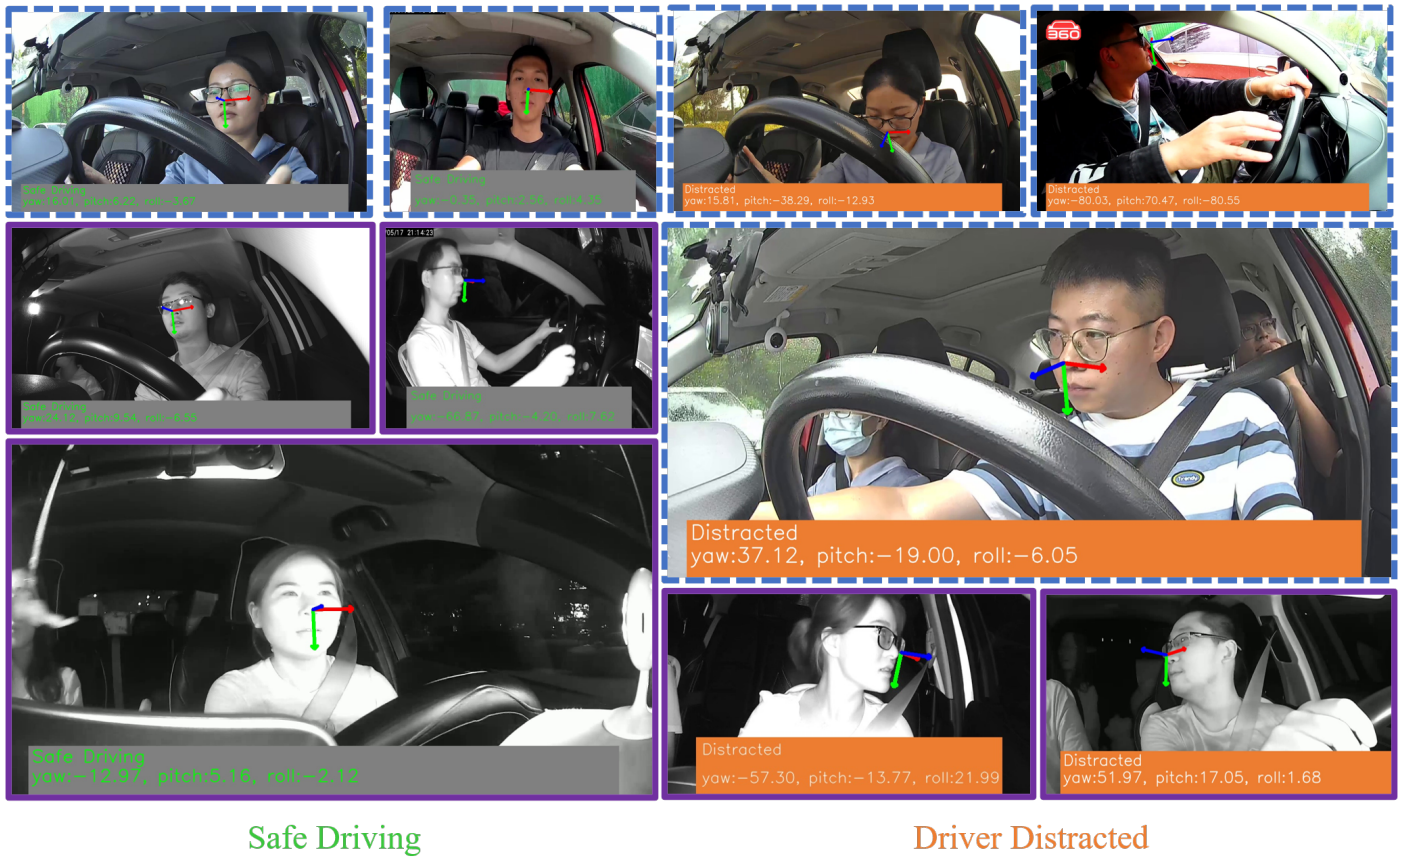 Safe Driving
yaw:16.01, pitch:6.22, roll:-3.67
Safe Driving
yaw:-0.35, pitch:2.56, roll:4.35
360
Distracted
yaw:15.81, pitch:-38.29, roll:-12.93
Distracted
yaw:-80.03, pitch:70.47, roll:-80.55
Safe Driving
yaw:24.12, pitch:9.54, roll:-6.55
05/17 21:14:23
Safe Driving
yaw:-66.87, pitch:-4.20, roll:7.62
Trendy
Distracted
yaw:37.12, pitch:-19.00, roll:-6.05
Safe Driving
yaw:-12.97, pitch:5.16, roll:-2.12
Distracted
yaw:-57.30, pitch:-13.77, roll:21.99
Distracted
yaw:51.97, pitch:17.05, roll:1.68
Safe Driving
Driver Distracted